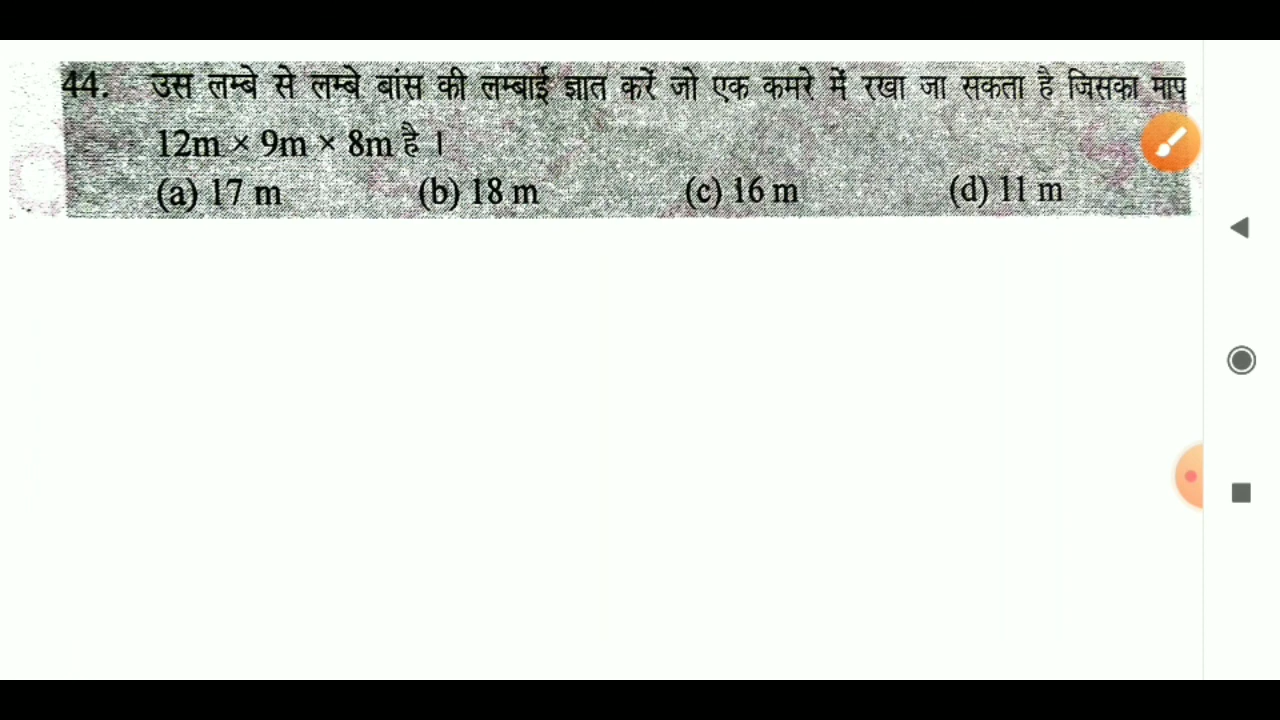 44. उस लम्बे से लम्बे बांस की लम्बाई ज्ञात करें जो एक कमरे में रखा जा सकता है जिसका माप
12m × 9m × 8m है ।
(a) 17 m (b) 18 m (c) 16 m (d) 11 m